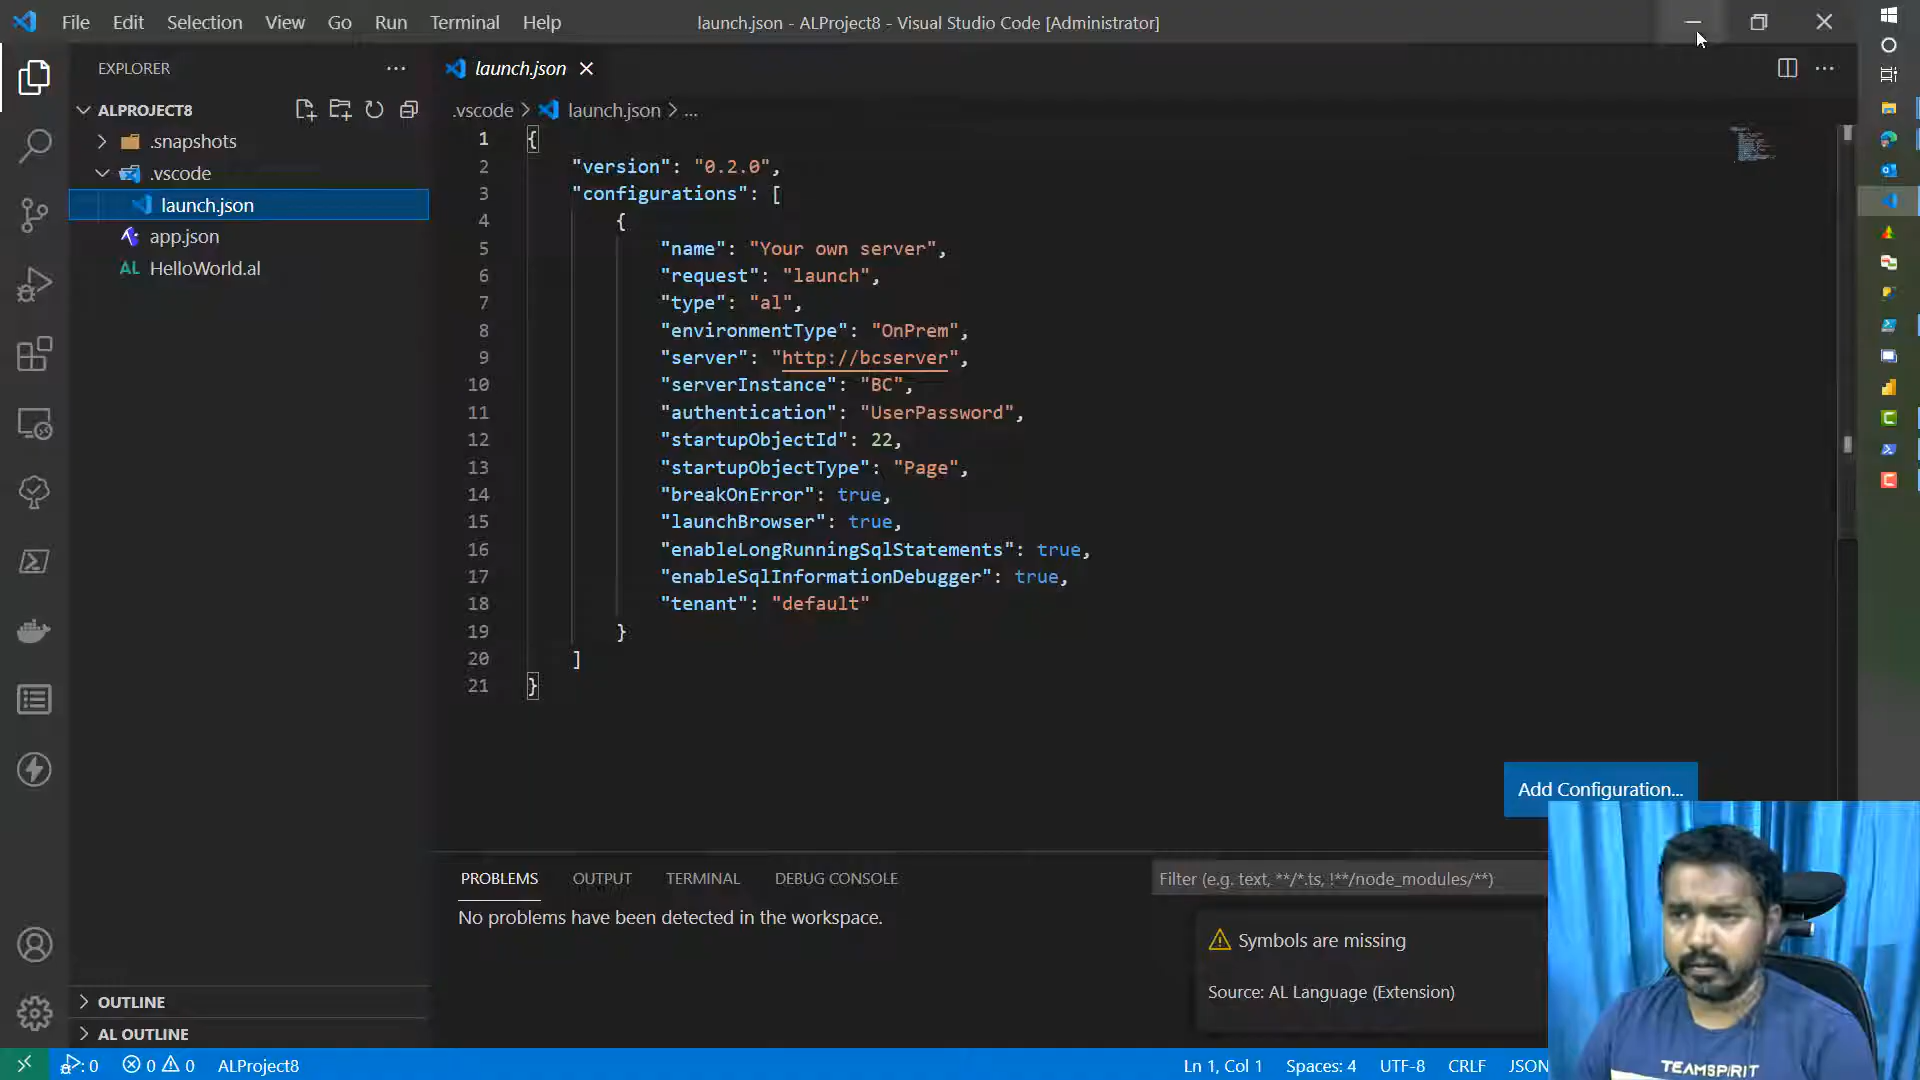 File Edit Selection View Go Run Terminal Help
launch.json - ALProject8 - Visual Studio Code [Administrator]
EXPLORER
ALPROJECT8
.snapshots
.vscode
launch.json
app.json
AL HelloWorld.al
OUTLINE
AL OUTLINE
launch.json
.vscode > launch.json > ...
1 {
2 "version": "0.2.0",
3 "configurations": [
4 {
5 "name": "Your own server",
6 "request": "launch",
7 "type": "al",
8 "environmentType": "OnPrem",
9 "server": "http://bcserver",
10 "serverInstance": "BC",
11 "authentication": "UserPassword",
12 "startupObjectId": 22,
13 "startupObjectType": "Page",
14 "breakOnError": true,
15 "launchBrowser": true,
16 "enableLongRunningSqlStatements": true,
17 "enableSqlInformationDebugger": true,
18 "tenant": "default"
19 }
20 ]
21 }
Add Configuration...
PROBLEMS OUTPUT TERMINAL DEBUG CONSOLE
Filter (e.g. text, **/*.ts, !**/node_modules/**)
No problems have been detected in the workspace.
Symbols are missing
Source: AL Language (Extension)
TEAMSPIRIT
0 0 0 ALProject8
Ln 1, Col 1 Spaces: 4 UTF-8 CRLF JSON